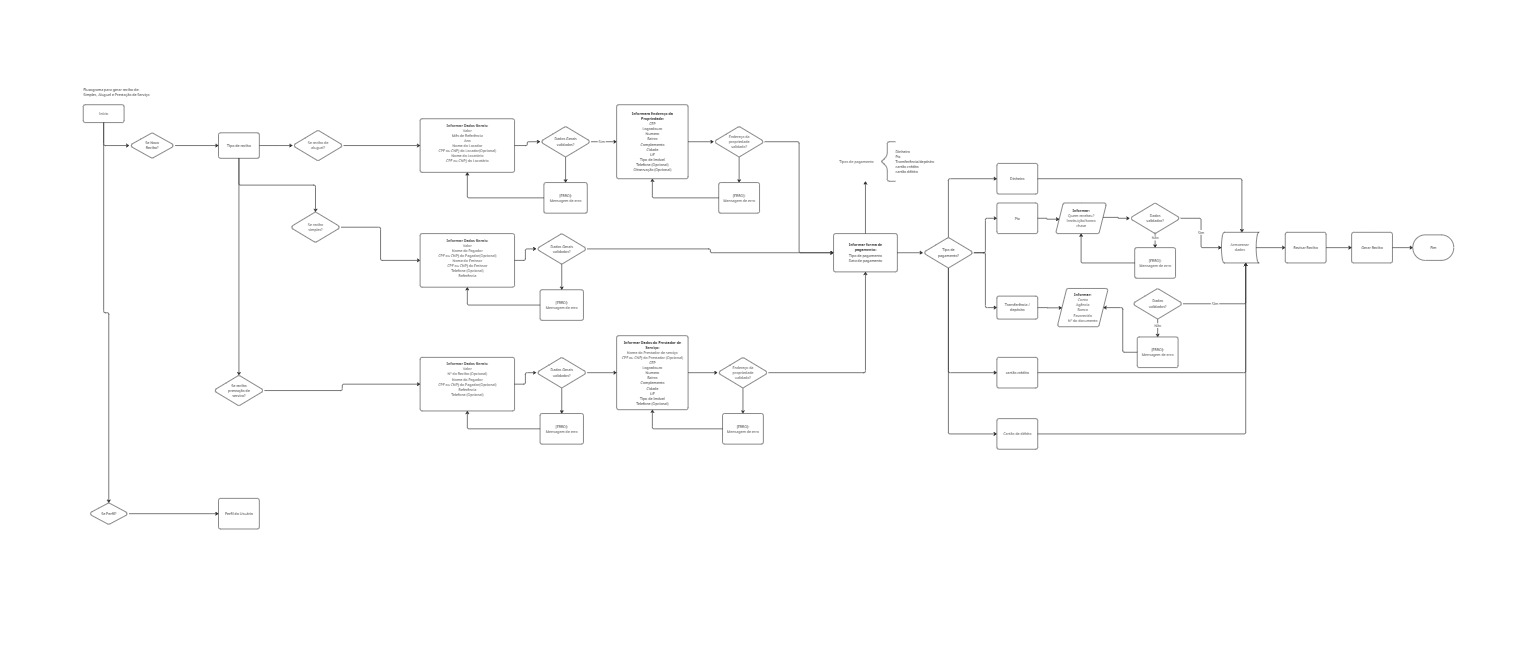 Fluxograma para gerar recibo de:
Simples, Aluguel e Prestação de Serviço
Início
Se Novo
Recibo?
Tipo de recibo
Se recibo de
aluguel?
Informar Dados Gerais:
Valor
Mês de Referência
Nome do Locador
CPF ou CNPJ do Locador(Opcional)
Nome do Locatário
CPF ou CNPJ do Locatário
Dados Gerais
validados?
Sim
[ERRO]:
Mensagem de erro
Informara Endereço da
Propriedade:
CEP
Logradouro
Número
Bairro
Complemento
Cidade
UF
Tipo de Imóvel
Telefone(Opcional)
Observação(Opcional)
Endereço da
propriedade
validado?
[ERRO]:
Mensagem de erro
Se recibo
simples?
Informar Dados Gerais:
Valor
Nome do Pagador
CPF ou CNPJ do Pagador(Opcional)
Nome do Emissor
CPF ou CNPJ do Emissor
Telefone(Opcional)
Referência
Dados Gerais
validados?
[ERRO]:
Mensagem de erro
Se recibo
prestação de
serviço?
Informar Dados Gerais:
Valor
Nº do Recibo(Opcional)
Nome do Pagador
CPF ou CNPJ do Pagador(Opcional)
Referência
Telefone(Opcional)
Dados Gerais
validados?
[ERRO]:
Mensagem de erro
Informar Dados do Prestador de
Serviço:
Nome do Prestador de serviço
CPF ou CNPJ do Prestador (Opcional)
CEP
Logradouro
Número
Bairro
Complemento
Cidade
UF
Tipo de Imóvel
Telefone(Opcional)
Endereço da
propriedade
validado?
[ERRO]:
Mensagem de erro
Se Perfil?
Perfil do Usuário
Tipos de pagamento
Dinheiro
Pix
Transferência/depósito
cartão crédito
cartão débito
Informar forma de
pagamento:
Tipo de pagamento
Data do pagamento
Tipo de
pagamento?
Dinheiro
Pix
Informar:
Quem recebeu?
Instituição/banco
chave
Dados
validados?
Não
[ERRO]:
Mensagem de erro
Sim
Transferência /
depósito
Informar:
Conta
Agência
Banco
Favorecido
Nº do documento
Dados
validados?
Sim
Não
[ERRO]:
Mensagem de erro
cartão crédito
Cartão de débito
Armazenar
dados
Revisar Recibo
Gerar Recibo
Fim